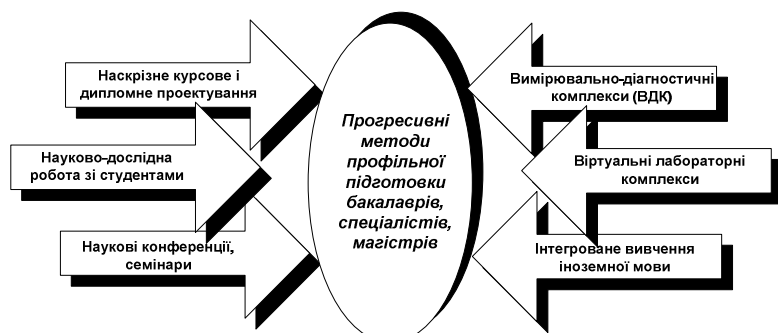 Наскрізне курсове і
дипломне проектування
Науково-дослідна
робота зі студентами
Наукові конференції,
семінари
Прогресивні
методи
профільної
підготовки
бакалаврів,
спеціалістів,
магістрів
Вимірювально-діагностичні
комплекси (ВДК)
Віртуальні лабораторні
комплекси
Інтегроване вивчення
іноземної мови